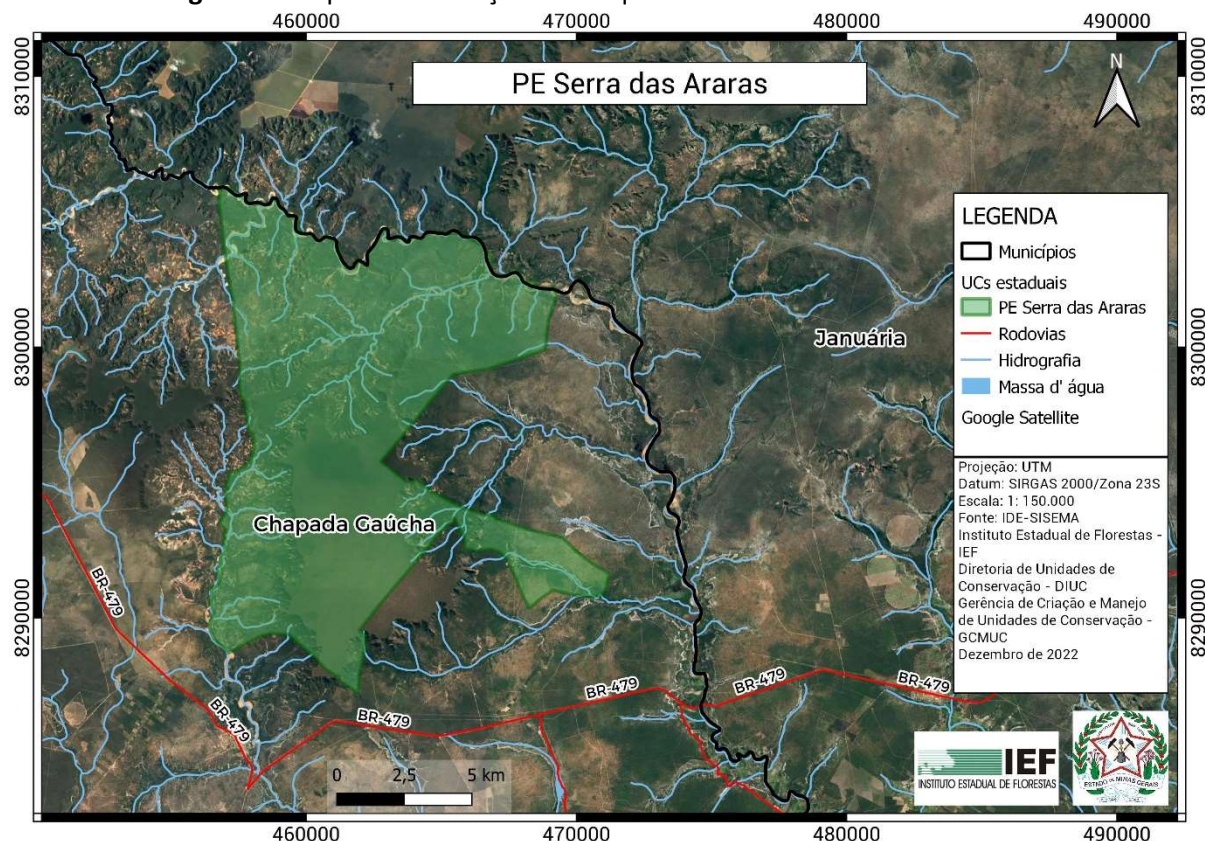 460000
470000
480000
490000
8310000
8310000
PE Serra das Araras
N
LEGENDA
Municípios
UCs estaduais
PE Serra das Araras
Rodovias
Hidrografia
Massa d' água
Google Satellite
Januária
8300000
8300000
Projeção: UTM
Datum: SIRGAS 2000/Zona 23S
Escala: 1: 150.000
Fonte: IDE-SISEMA
Instituto Estadual de Florestas -
IEF
Diretoria de Unidades de
Conservação - DIUC
Gerência de Criação e Manejo
de Unidades de Conservação -
GCMUC
Dezembro de 2022
Chapada Gaúcha
8290000
8290000
BR-479
BR-479
BR-479
BR-479
BR-479
BR-479
0 2,5 5 km
IEF
INSTITUTO ESTADUAL DE FLORESTAS
ESTADO DE MINAS GERAIS
460000
470000
480000
490000